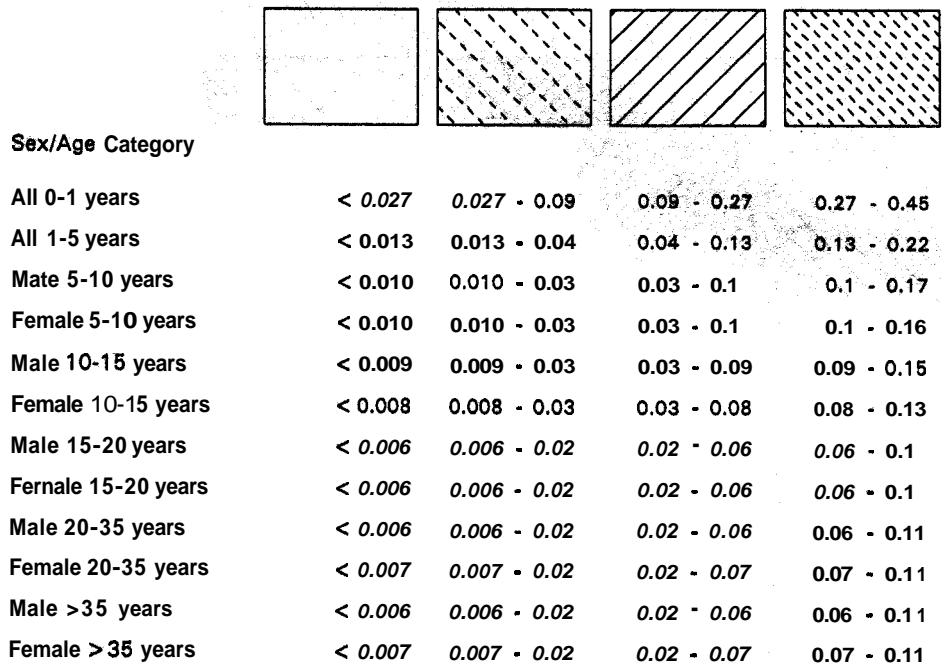 Sex/Age Category
All 0-1 years < 0.027 0.027 - 0.09 0.09 - 0.27 0.27 - 0.45
All 1-5 years < 0.013 0.013 - 0.04 0.04 - 0.13 0.13 - 0.22
Mate 5-10 years < 0.010 0.010 - 0.03 0.03 - 0.1 0.1 - 0.17
Female 5-10 years < 0.010 0.010 - 0.03 0.03 - 0.1 0.1 - 0.16
Male 10-15 years < 0.009 0.009 - 0.03 0.03 - 0.09 0.09 - 0.15
Female 10-15 years < 0.008 0.008 - 0.03 0.03 - 0.08 0.08 - 0.13
Male 15-20 years < 0.006 0.006 - 0.02 0.02 - 0.06 0.06 - 0.1
Fernale 15-20 years < 0.006 0.006 - 0.02 0.02 - 0.06 0.06 - 0.1
Male 20-35 years < 0.006 0.006 - 0.02 0.02 - 0.06 0.06 - 0.11
Female 20-35 years < 0.007 0.007 - 0.02 0.02 - 0.07 0.07 - 0.11
Male >35 years < 0.006 0.006 - 0.02 0.02 - 0.06 0.06 - 0.11
Female >35 years < 0.007 0.007 - 0.02 0.02 - 0.07 0.07 - 0.11